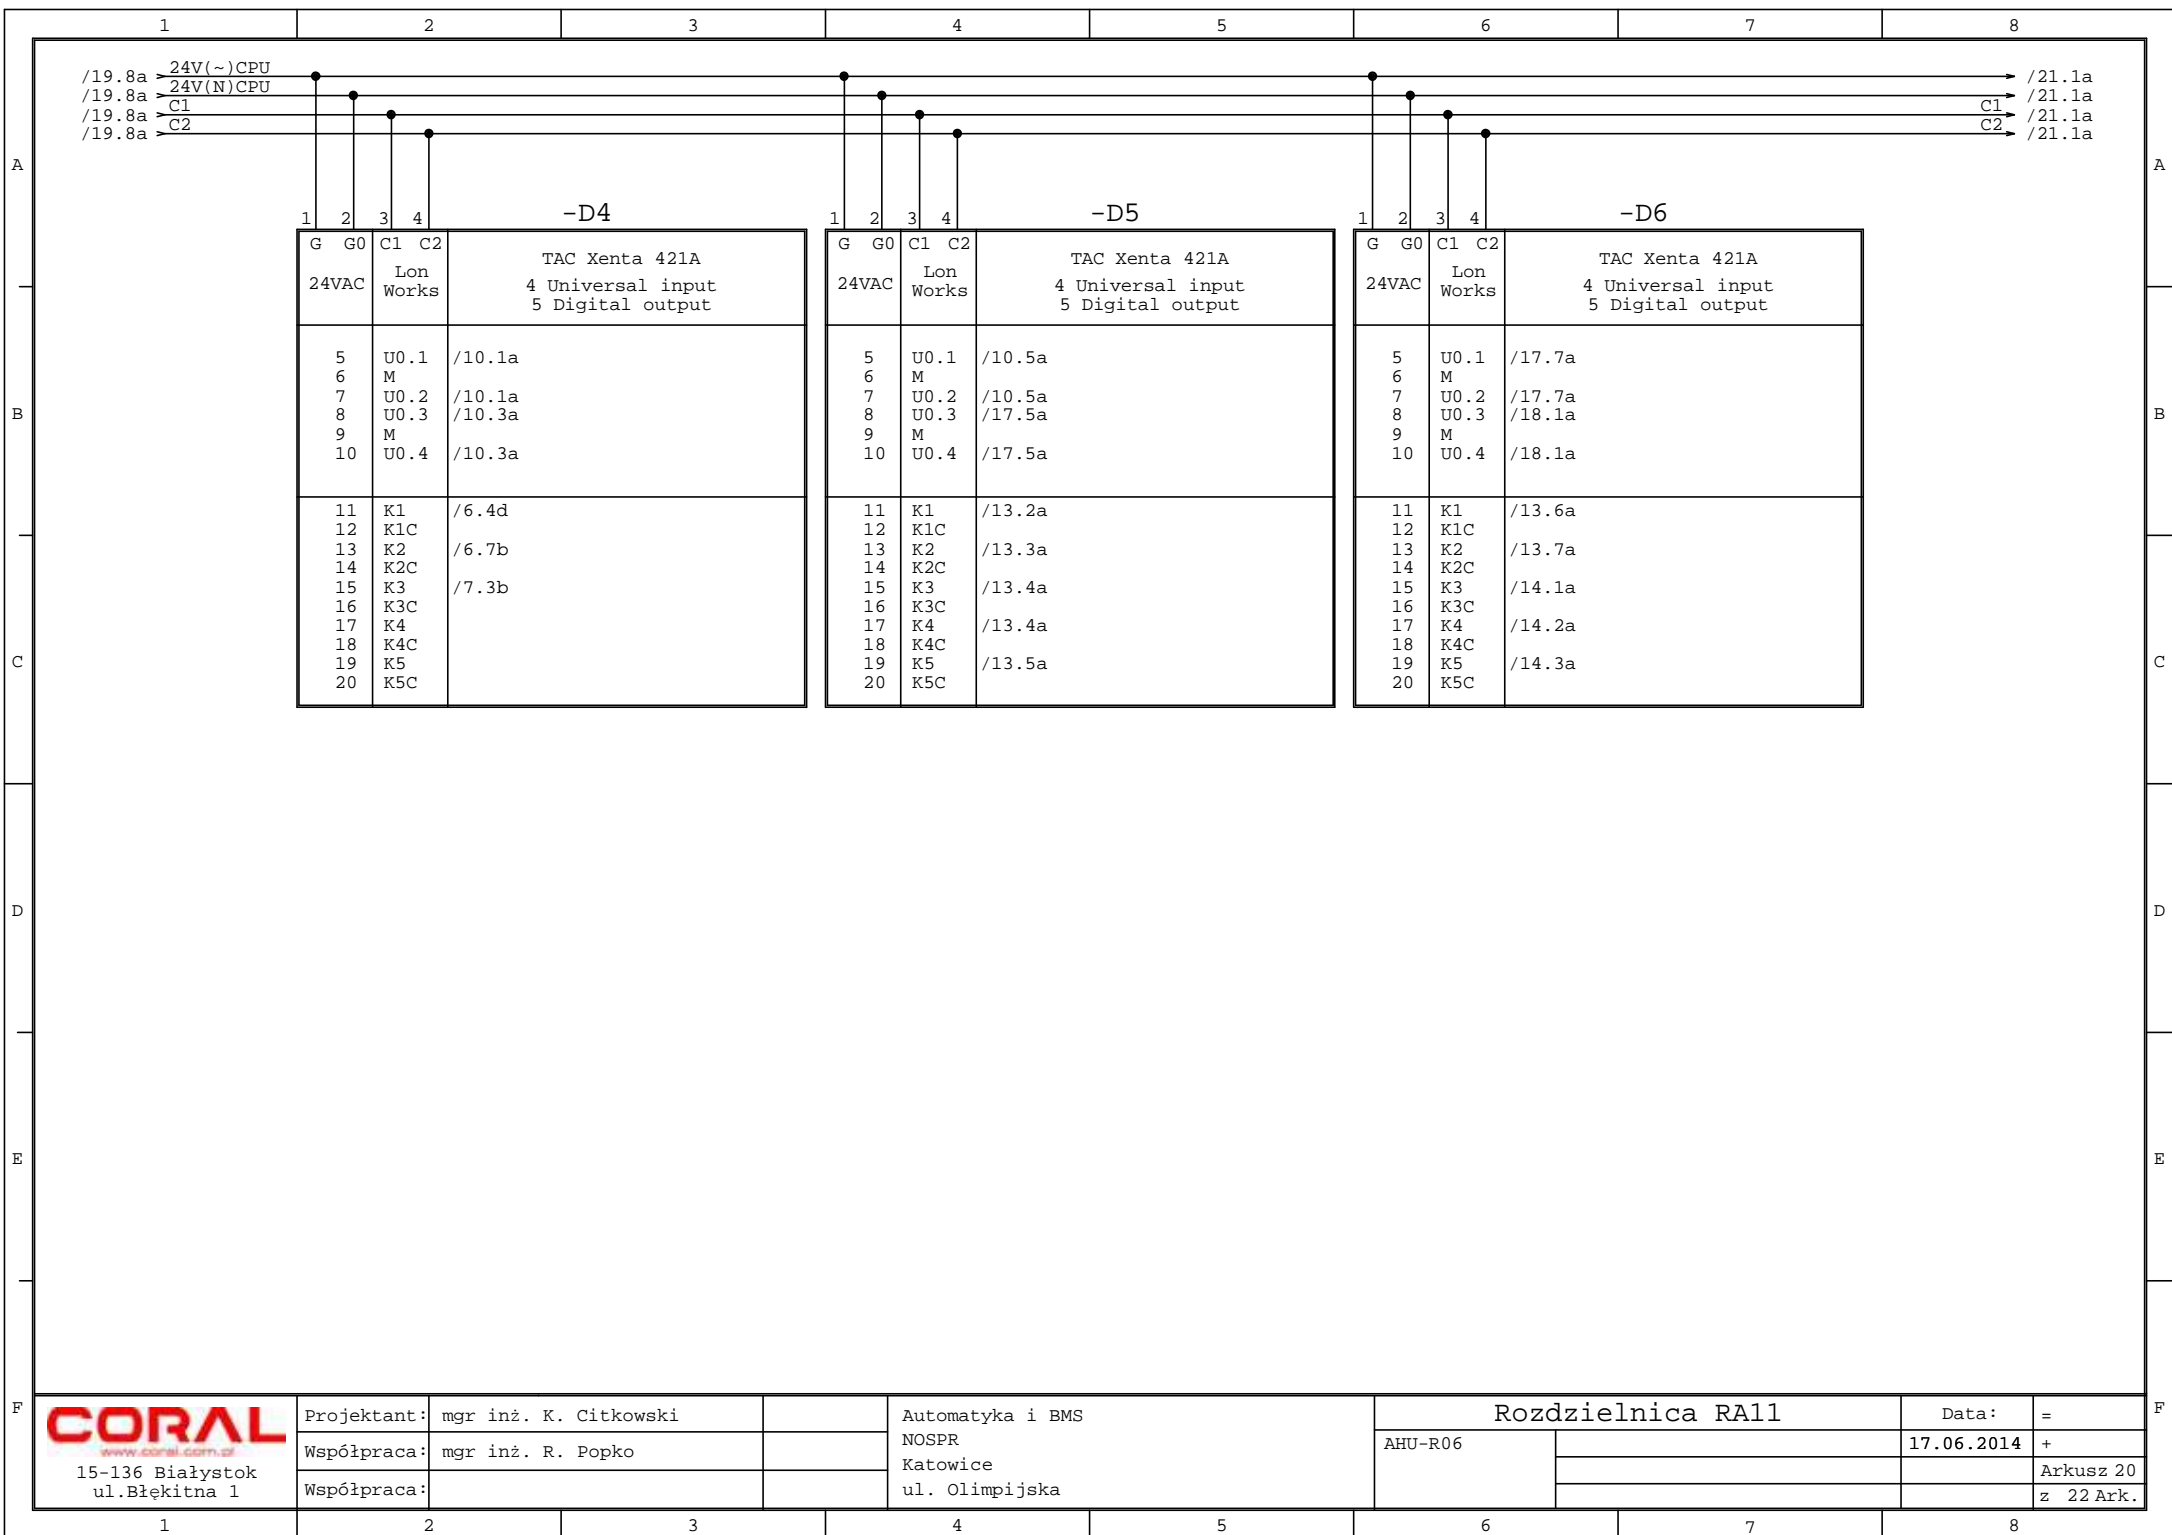 1 2 3 4 5 6 7 8
/19.8a 24V(~)CPU /21.1a
/19.8a 24V(N)CPU /21.1a
/19.8a C1 C1 /21.1a
/19.8a C2 C2 /21.1a
A A
1 2 3 4 -D4
G G0 C1 C2
TAC Xenta 421A
24VAC Lon Works
4 Universal input
5 Digital output
5 U0.1 /10.1a
6 M
7 U0.2 /10.1a
8 U0.3 /10.3a
9 M
10 U0.4 /10.3a
11 K1 /6.4d
12 K1C
13 K2 /6.7b
14 K2C
15 K3 /7.3b
16 K3C
17 K4
18 K4C
19 K5
20 K5C
1 2 3 4 -D5
G G0 C1 C2
TAC Xenta 421A
24VAC Lon Works
4 Universal input
5 Digital output
5 U0.1 /10.5a
6 M
7 U0.2 /10.5a
8 U0.3 /17.5a
9 M
10 U0.4 /17.5a
11 K1 /13.2a
12 K1C
13 K2 /13.3a
14 K2C
15 K3 /13.4a
16 K3C
17 K4 /13.4a
18 K4C
19 K5 /13.5a
20 K5C
1 2 3 4 -D6
G G0 C1 C2
TAC Xenta 421A
24VAC Lon Works
4 Universal input
5 Digital output
5 U0.1 /17.7a
6 M
7 U0.2 /17.7a
8 U0.3 /18.1a
9 M
10 U0.4 /18.1a
11 K1 /13.6a
12 K1C
13 K2 /13.7a
14 K2C
15 K3 /14.1a
16 K3C
17 K4 /14.2a
18 K4C
19 K5 /14.3a
20 K5C
B B
C C
D D
E E
F F
CORAL
www.coral.com.pl
15-136 Białystok
ul.Błękitna 1
Projektant: mgr inż. K. Citkowski
Współpraca: mgr inż. R. Popko
Współpraca:
Automatyka i BMS
NOSPR
Katowice
ul. Olimpijska
Rozdzielnica RA11
AHU-R06
Data: =
17.06.2014 +
Arkusz 20
z 22 Ark.
1 2 3 4 5 6 7 8